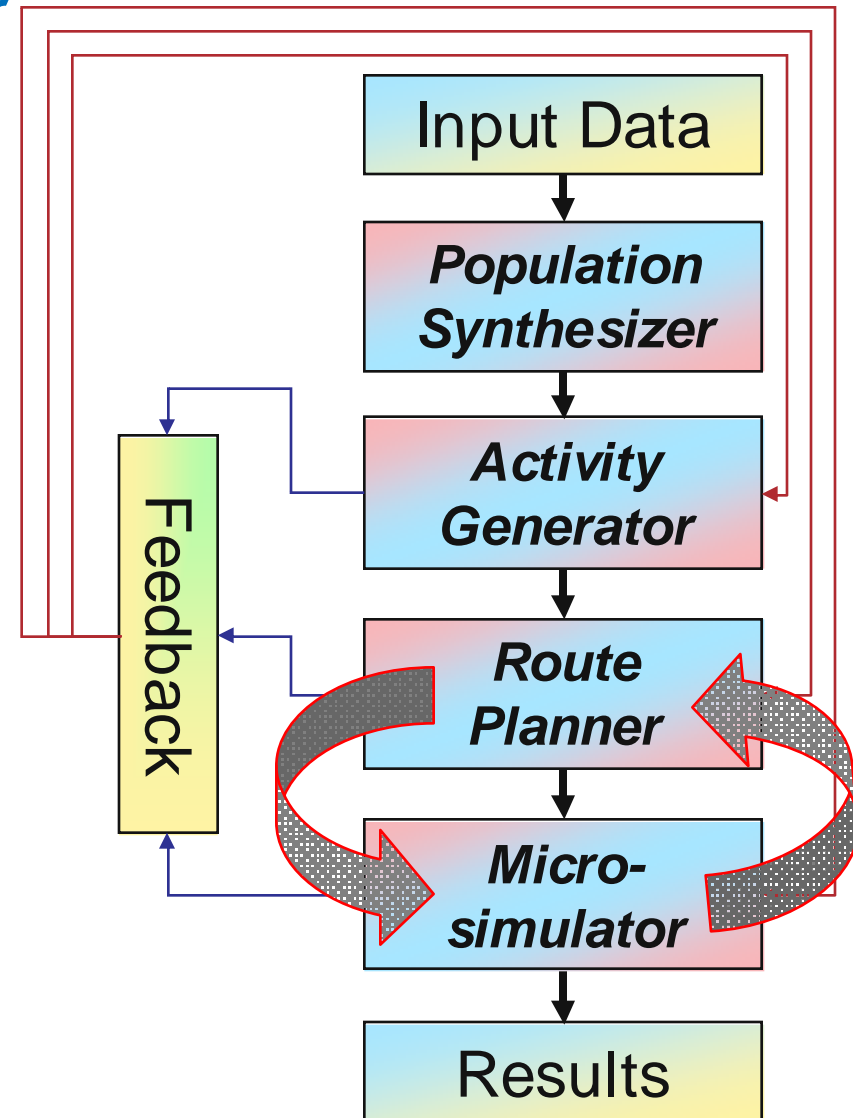 Input Data
Population
Synthesizer
Activity
Generator
Feedback
Route
Planner
Micro-
simulator
Results